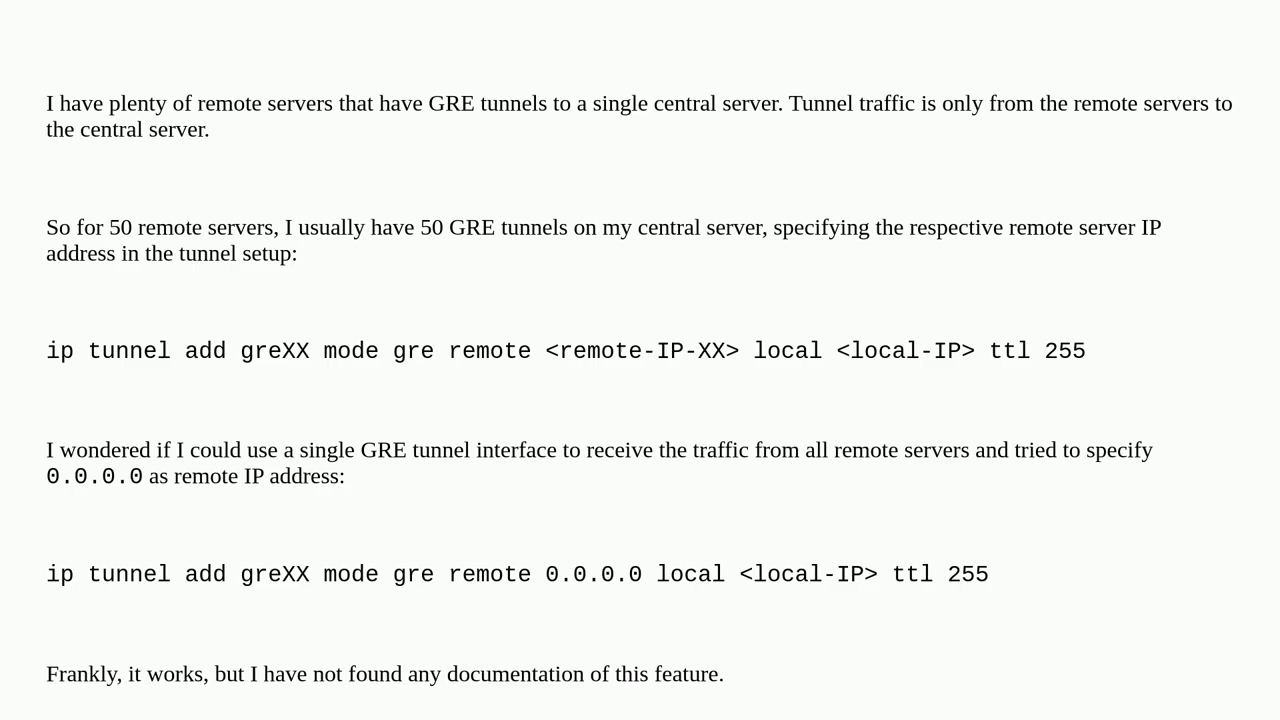 I have plenty of remote servers that have GRE tunnels to a single central server. Tunnel traffic is only from the remote servers to
the central server.
So for 50 remote servers, I usually have 50 GRE tunnels on my central server, specifying the respective remote server IP
address in the tunnel setup:
ip tunnel add greXX mode gre remote <remote-IP-XX> local <local-IP> ttl 255
I wondered if I could use a single GRE tunnel interface to receive the traffic from all remote servers and tried to specify
0.0.0.0 as remote IP address:
ip tunnel add greXX mode gre remote 0.0.0.0 local <local-IP> ttl 255
Frankly, it works, but I have not found any documentation of this feature.